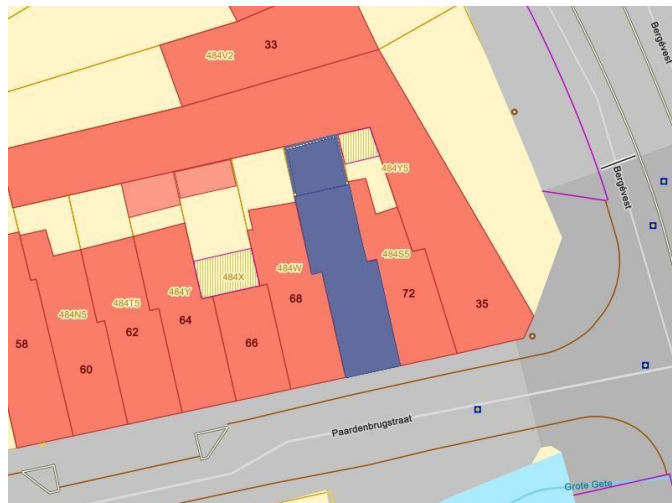 33
484V2
Bergévest
484Y5
Bergévest
484S5
484W
484X
484Y
484T5
484N5
72
35
68
66
64
62
60
58
Paardenbrugstraat
Grote Gete